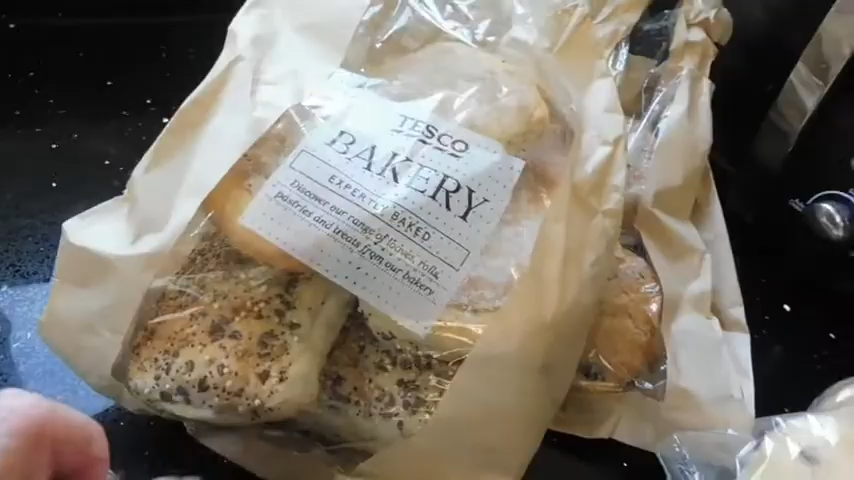 TESCO
BAKERY
EXPERTLY BAKED
Discover our range of loaves, rolls,
pastries and treats from our bakery